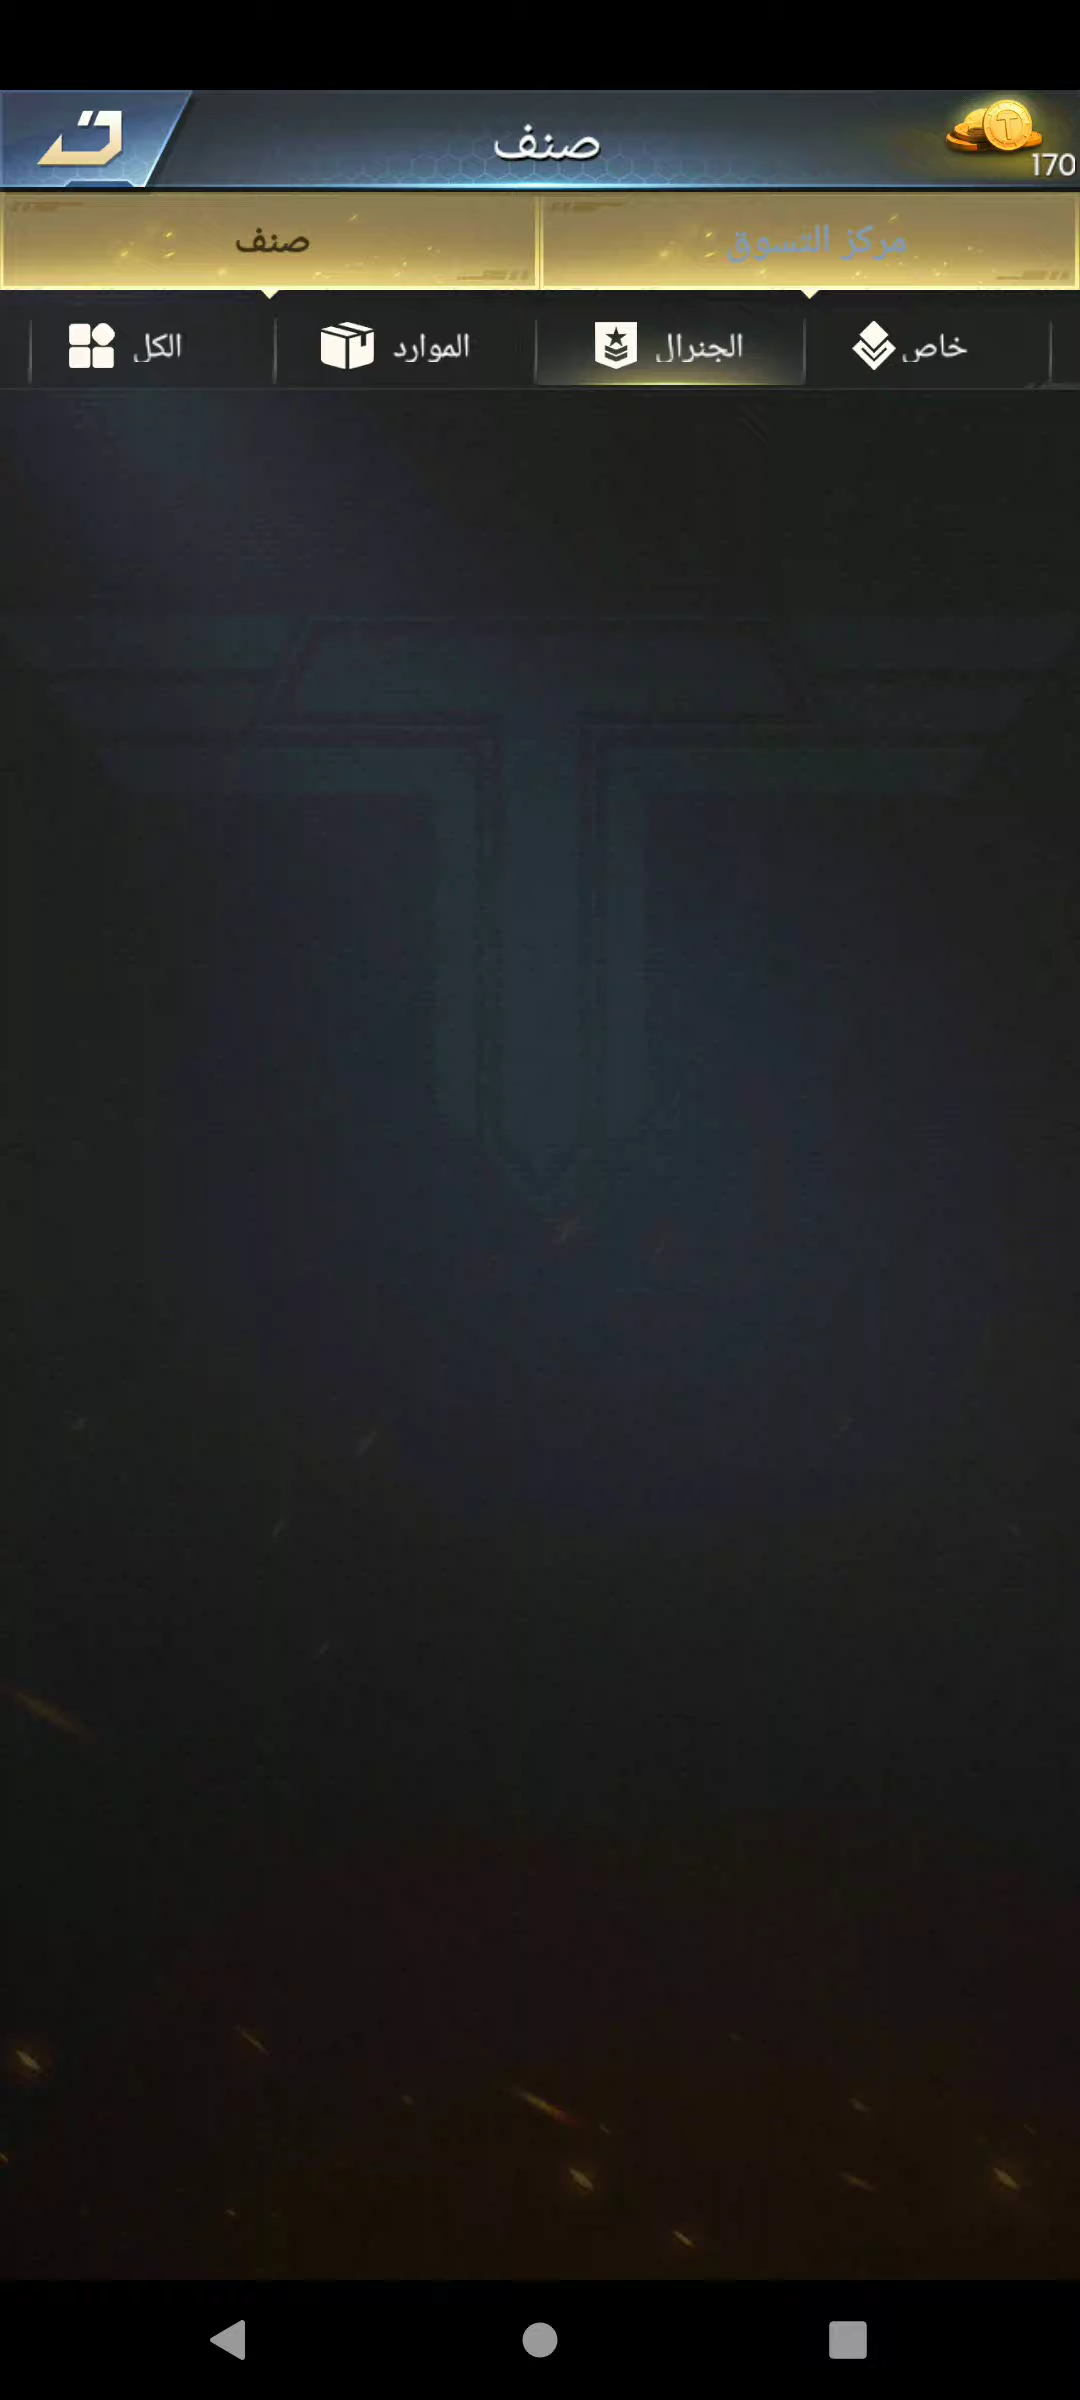 صنف
170
صنف
مركز التسوق
الكل
الموارد
الجنرال
خاص